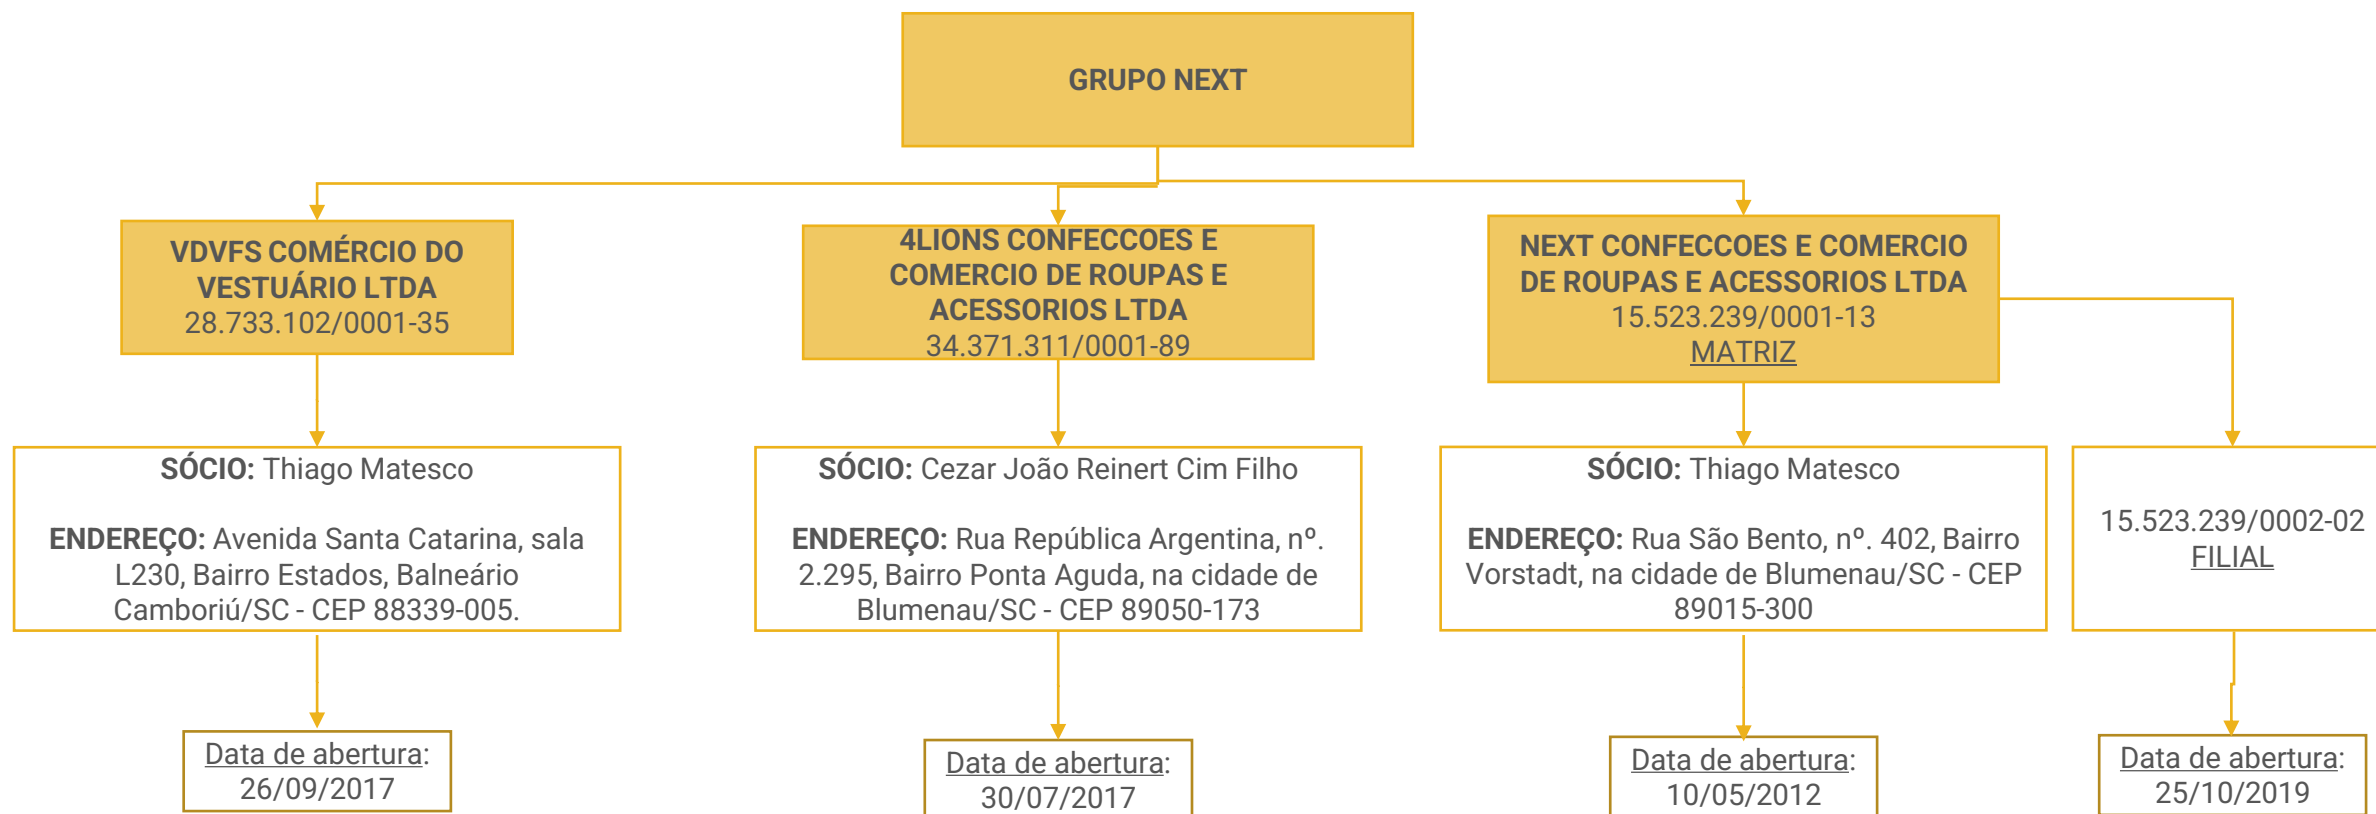 GRUPO NEXT
VDVFS COMÉRCIO DO
VESTUÁRIO LTDA
28.733.102/0001-35
4LIONS CONFECCOES E
COMERCIO DE ROUPAS E
ACESSORIOS LTDA
34.371.311/0001-89
NEXT CONFECCOES E COMERCIO
DE ROUPAS E ACESSORIOS LTDA
15.523.239/0001-13
MATRIZ
SÓCIO: Thiago Matesco
ENDEREÇO: Avenida Santa Catarina, sala
L230, Bairro Estados, Balneário
Camboriú/SC - CEP 88339-005.
SÓCIO: Cezar João Reinert Cim Filho
ENDEREÇO: Rua República Argentina, nº.
2.295, Bairro Ponta Aguda, na cidade de
Blumenau/SC - CEP 89050-173
SÓCIO: Thiago Matesco
ENDEREÇO: Rua São Bento, nº. 402, Bairro
Vorstadt, na cidade de Blumenau/SC - CEP
89015-300
15.523.239/0002-02
FILIAL
Data de abertura:
26/09/2017
Data de abertura:
30/07/2017
Data de abertura:
10/05/2012
Data de abertura:
25/10/2019